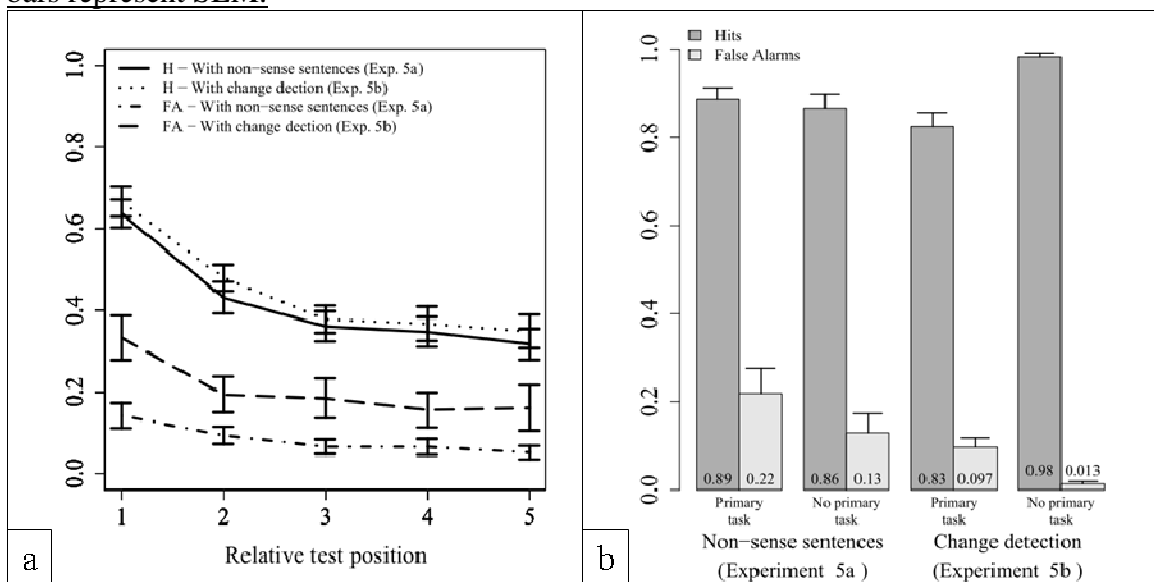 bars represent SEM.
H – With non-sense sentences (Exp. 5a)
H – With change dection (Exp. 5b)
FA – With non-sense sentences (Exp. 5a)
FA – With change dection (Exp. 5b)
1.0
0.8
0.6
0.4
0.2
0.0
1 2 3 4 5
Relative test position
a
Hits
False Alarms
1.0
0.8
0.6
0.4
0.2
0.0
0.89 0.22 0.86 0.13 0.83 0.097 0.98 0.013
Primary No primary Primary No primary
task task task task
Non-sense sentences Change detection
(Experiment 5a) (Experiment 5b)
b